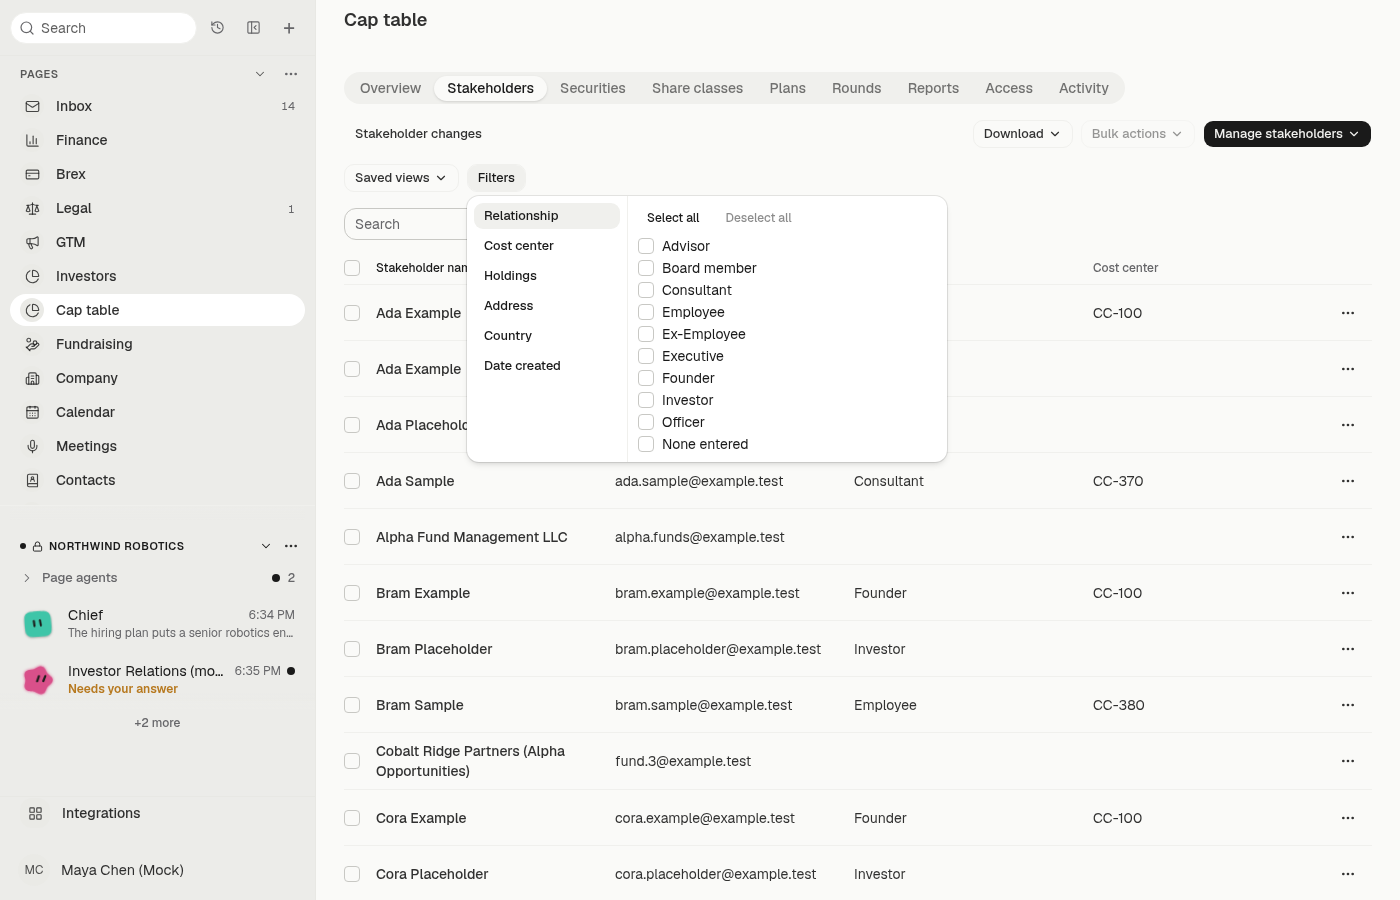 Search
PAGES
Inbox
14
Finance
Brex
Legal
1
GTM
Investors
Cap table
Fundraising
Company
Calendar
Meetings
Contacts
NORTHWIND ROBOTICS
Page agents
2
Chief
6:34 PM
The hiring plan puts a senior robotics en...
Investor Relations (mo...
6:35 PM
Needs your answer
+2 more
Integrations
MC
Maya Chen (Mock)
Cap table
Overview
Stakeholders
Securities
Share classes
Plans
Rounds
Reports
Access
Activity
Stakeholder changes
Download
Bulk actions
Manage stakeholders
Saved views
Filters
Search
Relationship
Cost center
Holdings
Address
Country
Date created
Select all
Deselect all
Advisor
Board member
Consultant
Employee
Ex-Employee
Executive
Founder
Investor
Officer
None entered
Stakeholder
Cost center
Ada Example
CC-100
Ada Example
Ada
Ada Sample
ada.sample@example.test
Consultant
CC-370
Alpha Fund Management LLC
alpha.funds@example.test
Bram Example
bram.example@example.test
Founder
CC-100
Bram Placeholder
bram.placeholder@example.test
Investor
Bram Sample
bram.sample@example.test
Employee
CC-380
Cobalt Ridge Partners (Alpha
Opportunities)
fund.3@example.test
Cora Example
cora.example@example.test
Founder
CC-100
Cora Placeholder
cora.placeholder@example.test
Investor